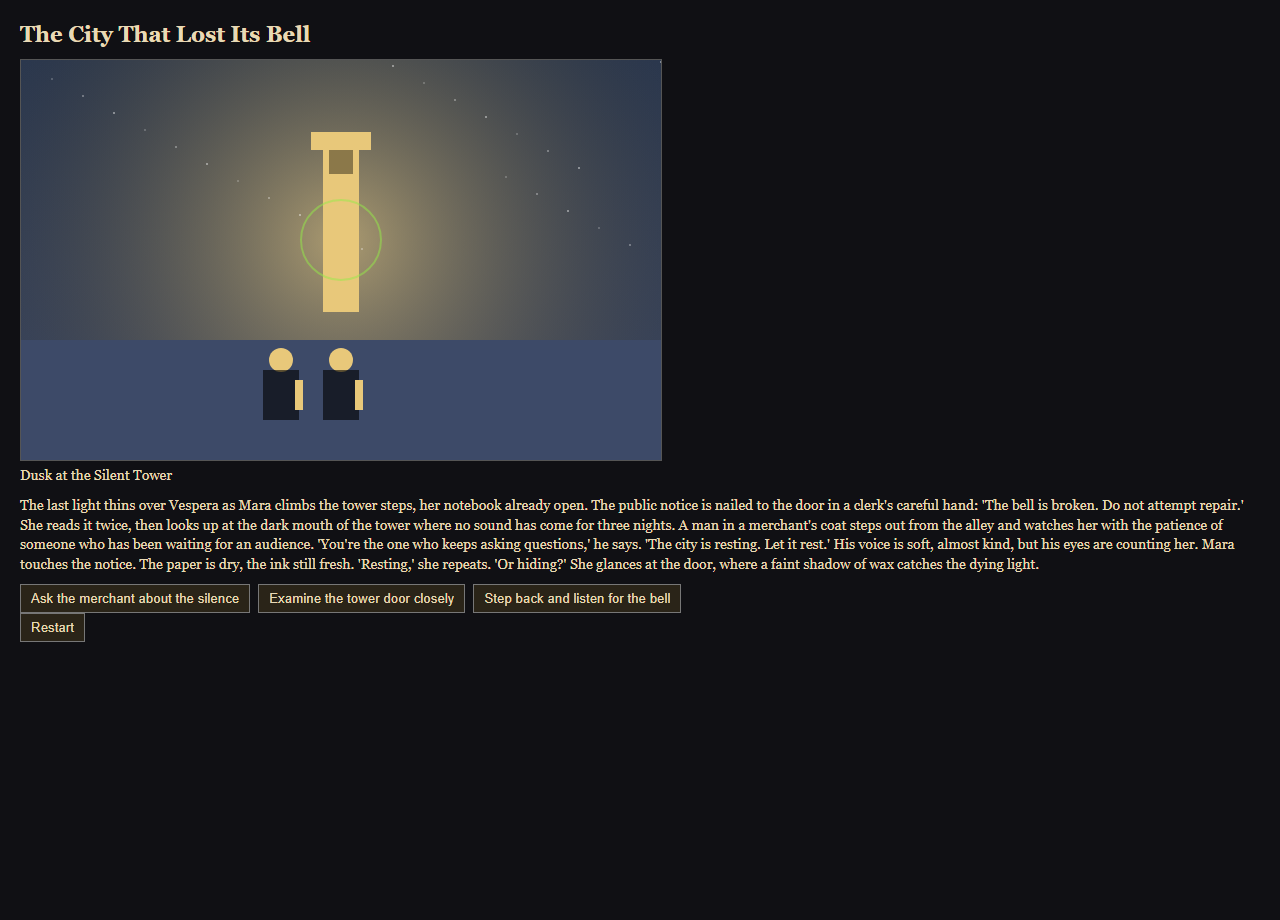 The City That Lost Its Bell
Dusk at the Silent Tower
The last light thins over Vespera as Mara climbs the tower steps, her notebook already open. The public notice is nailed to the door in a clerk's careful hand: 'The bell is broken. Do not attempt repair.'
She reads it twice, then looks up at the dark mouth of the tower where no sound has come for three nights. A man in a merchant's coat steps out from the alley and watches her with the patience of
someone who has been waiting for an audience. 'You're the one who keeps asking questions,' he says. 'The city is resting. Let it rest.' His voice is soft, almost kind, but his eyes are counting her. Mara
touches the notice. The paper is dry, the ink still fresh. 'Resting,' she repeats. 'Or hiding?' She glances at the door, where a faint shadow of wax catches the dying light.
Ask the merchant about the silence
Examine the tower door closely
Step back and listen for the bell
Restart